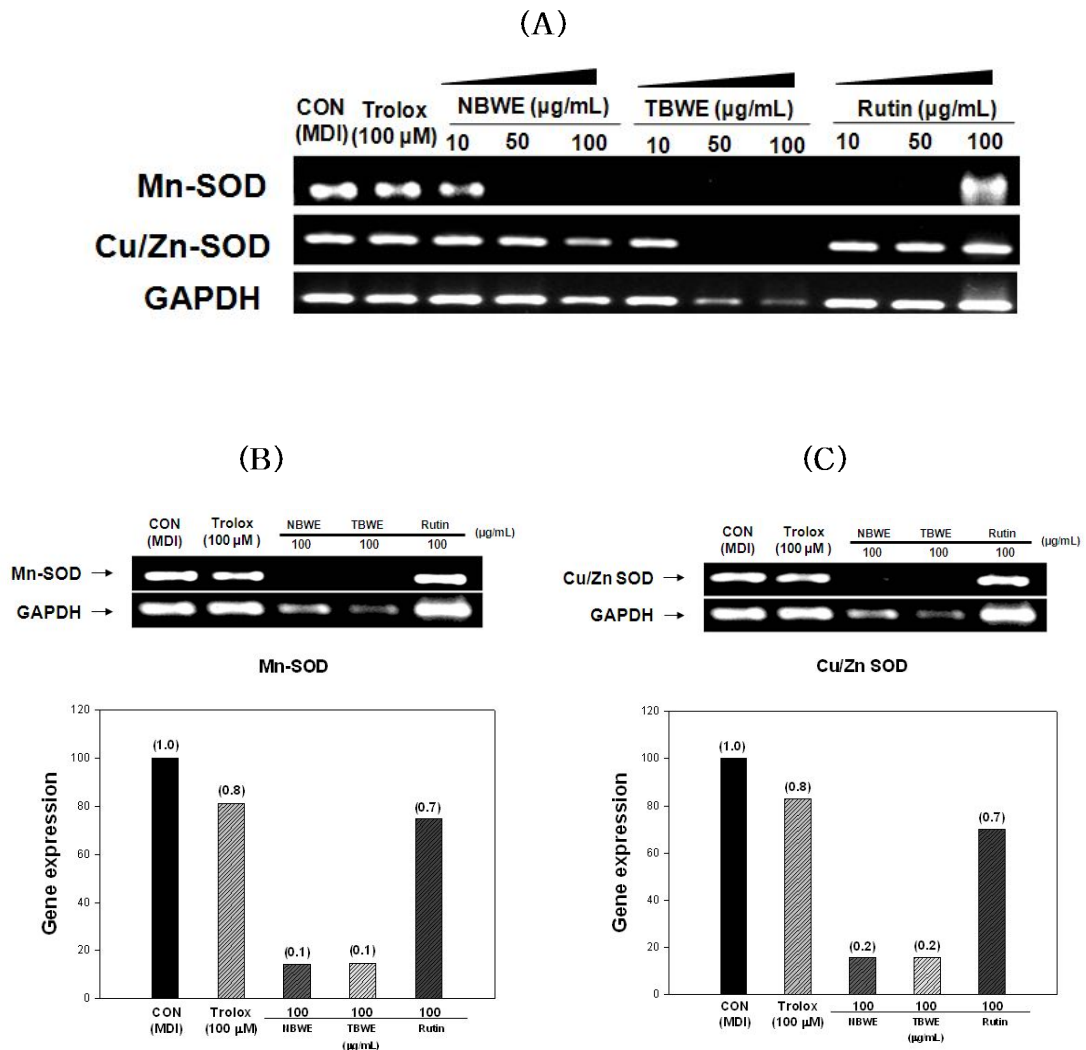 (A)
CON
(MDI)
Trolox
(100 μM)
NBWE (μg/mL)
TBWE (μg/mL)
Rutin (μg/mL)
10 50 100 10 50 100 10 50 100
Mn-SOD
Cu/Zn-SOD
GAPDH
(B)
CON
(MDI)
Trolox
(100 μM )
NBWE TBWE Rutin (μg/mL)
100 100 100
Mn-SOD →
GAPDH →
Mn-SOD
Gene expression
120
100
80
60
40
20
0
(1.0)
(0.8)
(0.1)
(0.1)
(0.7)
CON
(MDI)
Trolox
(100 μM)
100 100 100
NBWE TBWE Rutin
(μg/mL)
(C)
CON
(MDI)
Trolox
(100 μM )
NBWE TBWE Rutin (μg/mL)
100 100 100
Cu/Zn SOD →
GAPDH →
Cu/Zn SOD
Gene expression
120
100
80
60
40
20
0
(1.0)
(0.8)
(0.2)
(0.2)
(0.7)
CON
(MDI)
Trolox
(100 μM)
100 100 100
NBWE TBWE Rutin
(μg/mL)